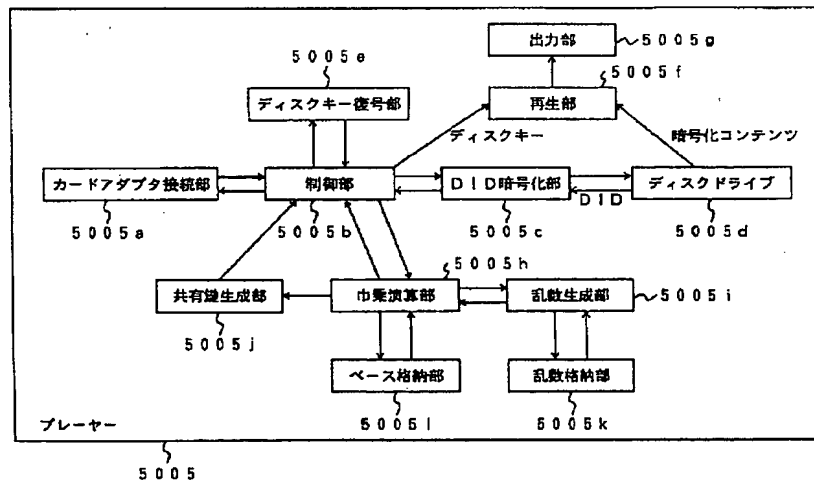 出力部
5005g
5005e
5005f
ディスクキー復号部
再生部
ディスクキー
暗号化コンテンツ
カードアダプタ接続部
制御部
DID暗号化部
ディスクドライブ
DID
5005a
5005b
5005c
5005d
5005h
共有鍵生成部
巾乗演算部
乱数生成部
5005i
5005j
ベース格納部
乱数格納部
プレーヤー
5005l
5005k
5005